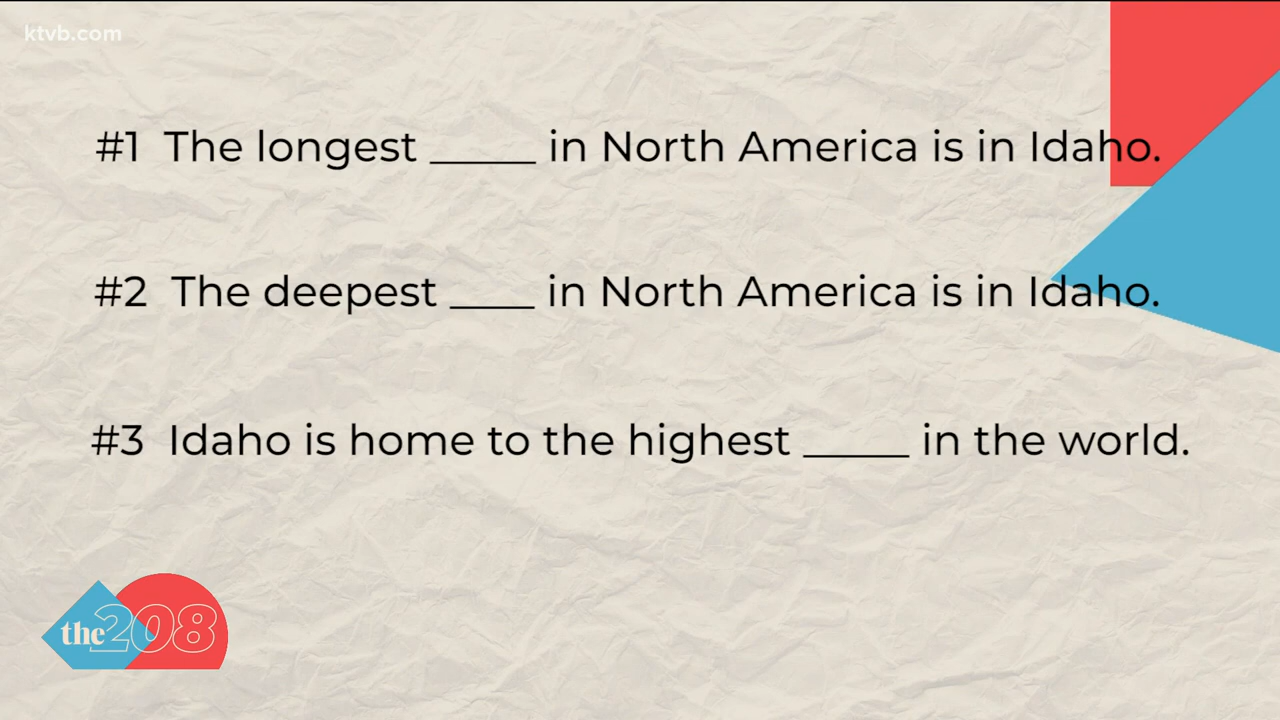 ktvb.com
#1 The longest _____ in North America is in Idaho.
#2 The deepest ____ in North America is in Idaho.
#3 Idaho is home to the highest _____ in the world.
the208